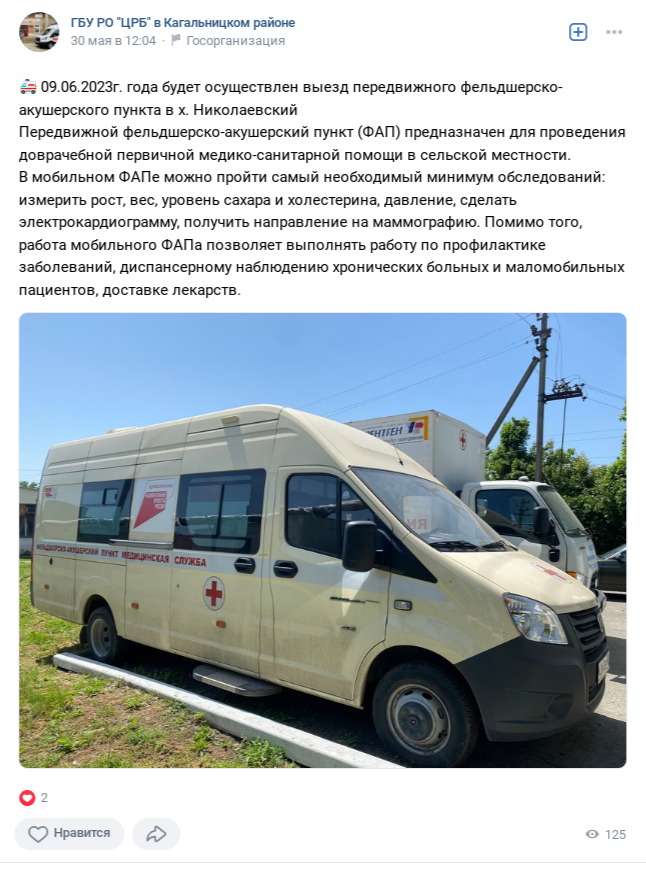 ГБУ РО "ЦРБ" в Кагальницком районе
30 мая в 12:04 · Госорганизация
09.06.2023г. года будет осуществлен выезд передвижного фельдшерско-
акушерского пункта в х. Николаевский
Передвижной фельдшерско-акушерский пункт (ФАП) предназначен для проведения
доврачебной первичной медико-санитарной помощи в сельской местности.
В мобильном ФАПе можно пройти самый необходимый минимум обследований:
измерить рост, вес, уровень сахара и холестерина, давление, сделать
электрокардиограмму, получить направление на маммографию. Помимо того,
работа мобильного ФАПа позволяет выполнять работу по профилактике
заболеваний, диспансерному наблюдению хронических больных и маломобильных
пациентов, доставке лекарств.
ЕНТГЕН
НАЦИОНАЛЬНЫЕ ПРОЕКТЫ РОССИИ
ФЕЛЬДШЕРСКО-АКУШЕРСКИЙ ПУНКТ МЕДИЦИНСКАЯ СЛУЖБА
2
Нравится
125